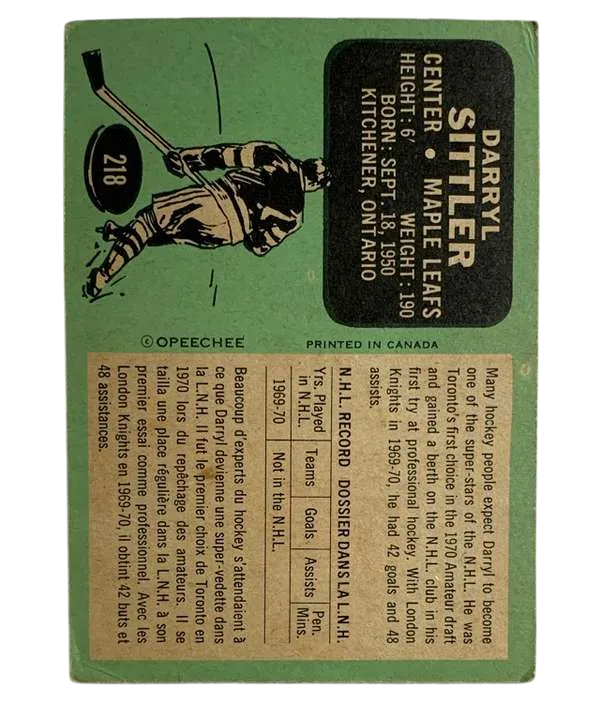 DARRYL
SITTLER
CENTER • MAPLE LEAFS
HEIGHT: 6' WEIGHT: 190
BORN: SEPT. 18, 1950
KITCHENER, ONTARIO
218
© OPEECHEE PRINTED IN CANADA
Many hockey people expect Darryl to become
one of the super-stars of the N.H.L. He was
Toronto's first choice in the 1970 Amateur draft
and gained a berth on the N.H.L. club in his
first try at professional hockey. With London
Knights in 1969-70, he had 42 goals and 48
assists.
N.H.L. RECORD DOSSIER DANS LA L.N.H.
Yrs. Played in N.H.L. Teams Goals Assists Pen. Mins.
1969-70 Not in the N.H.L.
Beaucoup d'experts du hockey s'attendaient à
ce que Darryl devienne une super-vedette dans
la L.N.H. Il fut le premier choix de Toronto en
1970 lors du repêchage des amateurs. Il se
tailla une place régulière dans la L.N.H. à son
premier essai comme professionnel. Avec les
London Knights en 1969-70, il obtint 42 buts et
48 assistances.